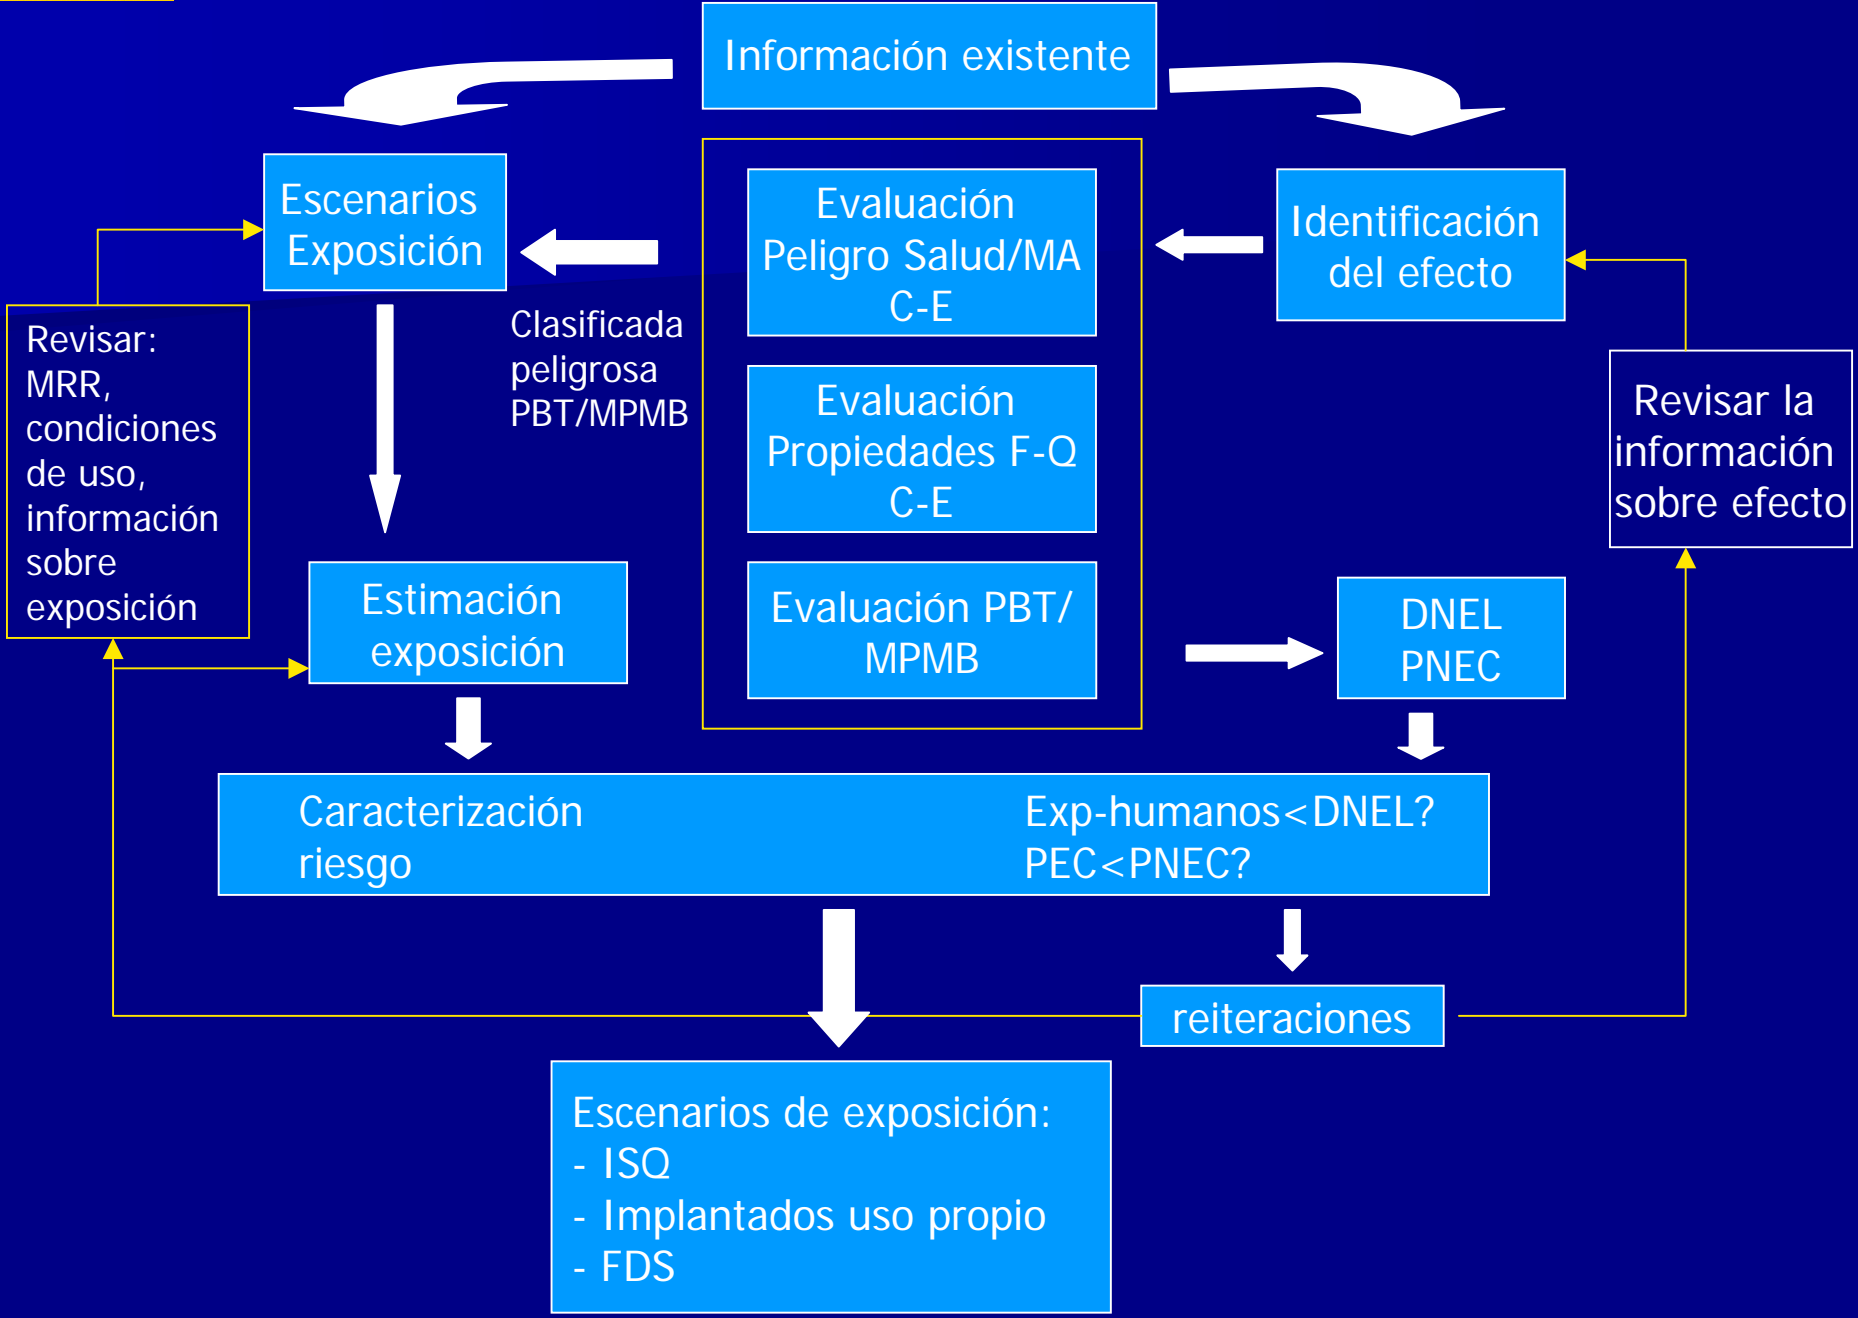 Información existente
Escenarios
Exposición
Evaluación
Peligro Salud/MA
C-E
Identificación
del efecto
Clasificada
peligrosa
PBT/MPMB
Revisar:
MRR,
condiciones
de uso,
información
sobre
exposición
Evaluación
Propiedades F-Q
C-E
Revisar la
información
sobre efecto
Estimación
exposición
Evaluación PBT/
MPMB
DNEL
PNEC
Caracterización
riesgo
Exp-humanos<DNEL?
PEC<PNEC?
reiteraciones
Escenarios de exposición:
- ISQ
- Implantados uso propio
- FDS